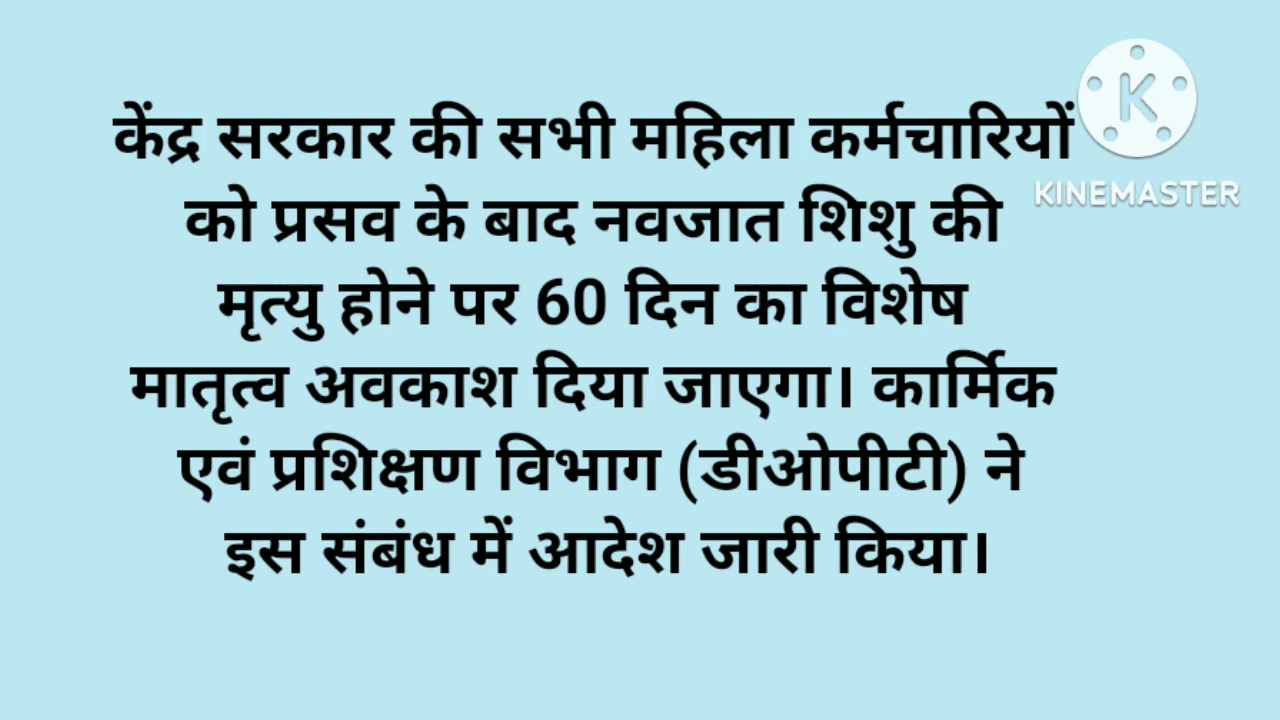 केंद्र सरकार की सभी महिला कर्मचारियों
को प्रसव के बाद नवजात शिशु की
मृत्यु होने पर 60 दिन का विशेष
मातृत्व अवकाश दिया जाएगा। कार्मिक
एवं प्रशिक्षण विभाग (डीओपीटी) ने
इस संबंध में आदेश जारी किया।
K
KINEMASTER